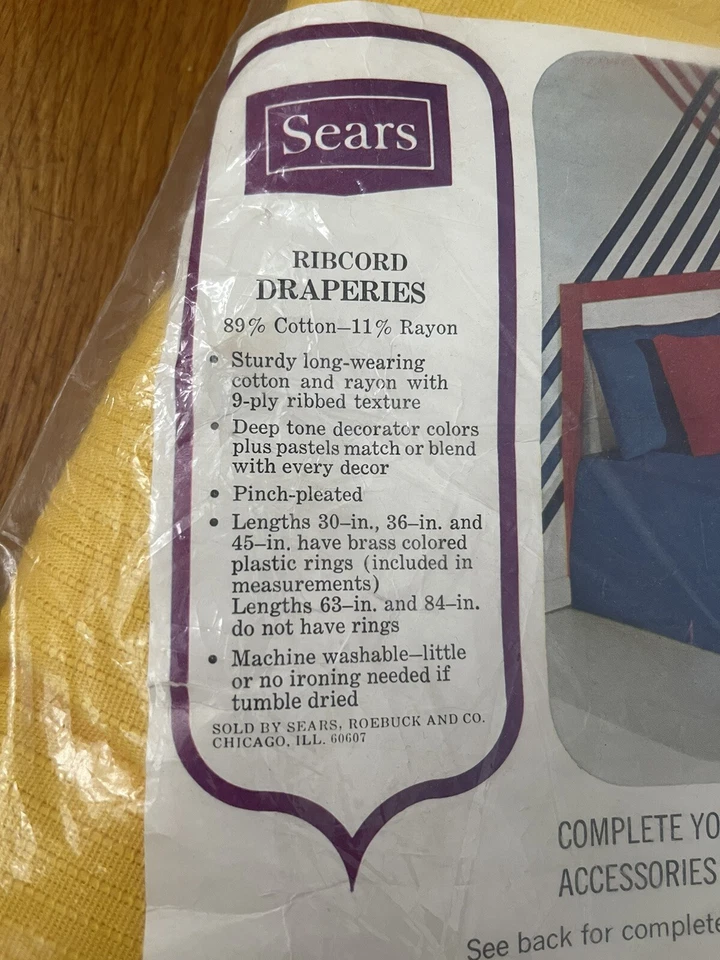 Sears
RIBCORD
DRAPERIES
89% Cotton—11% Rayon
• Sturdy long-wearing
cotton and rayon with
9-ply ribbed texture
• Deep tone decorator colors
plus pastels match or blend
with every decor
• Pinch-pleated
• Lengths 30–in., 36–in. and
45–in. have brass colored
plastic rings (included in
measurements)
Lengths 63–in. and 84–in.
do not have rings
• Machine washable—little
or no ironing needed if
tumble dried
SOLD BY SEARS, ROEBUCK AND CO.
CHICAGO, ILL. 60607
COMPLETE YO
ACCESSORIES
See back for complete